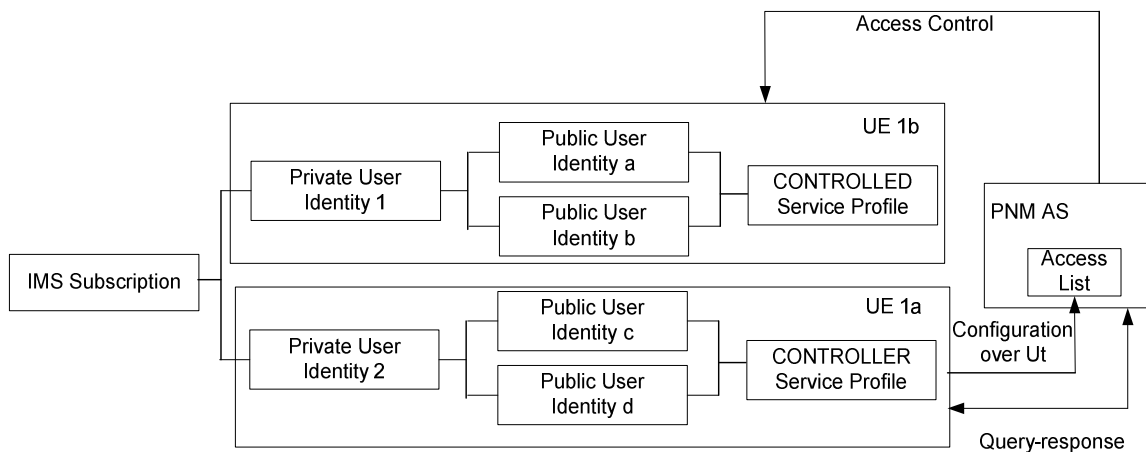 Access Control
UE 1b
Public User
Identity a
Private User
Identity 1
CONTROLLED
Service Profile
Public User
Identity b
PNM AS
Access
List
IMS Subscription
UE 1a
Public User
Identity c
Configuration
over Ut
Private User
Identity 2
CONTROLLER
Service Profile
Public User
Identity d
Query-response